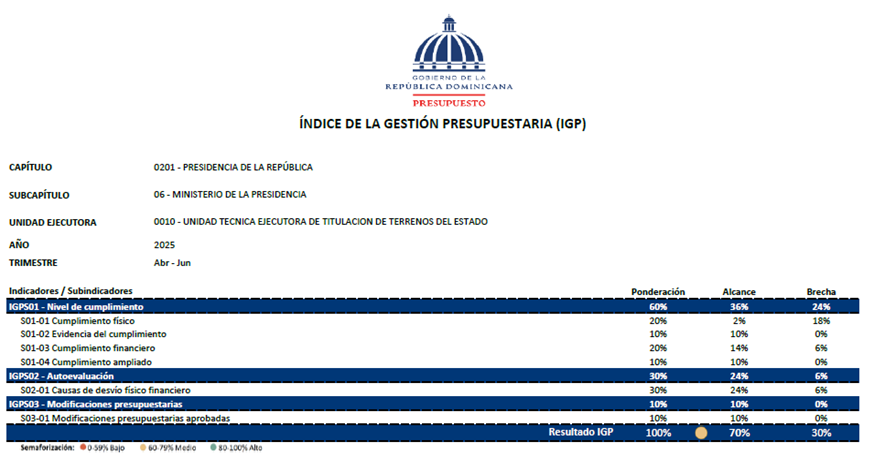 GOBIERNO DE LA
REPÚBLICA DOMINICANA
PRESUPUESTO
ÍNDICE DE LA GESTIÓN PRESUPUESTARIA (IGP)
CAPÍTULO 0201 - PRESIDENCIA DE LA REPÚBLICA
SUBCAPÍTULO 06 - MINISTERIO DE LA PRESIDENCIA
UNIDAD EJECUTORA 0010 - UNIDAD TECNICA EJECUTORA DE TITULACION DE TERRENOS DEL ESTADO
AÑO 2025
TRIMESTRE Abr - Jun
Indicadores / Subindicadores Ponderación Alcance Brecha
IGPS01 - Nivel de cumplimiento 60% 36% 24%
S01-01 Cumplimiento físico 20% 2% 18%
S01-02 Evidencia del cumplimiento 10% 10% 0%
S01-03 Cumplimiento financiero 20% 14% 6%
S01-04 Cumplimiento ampliado 10% 10% 0%
IGPS02 - Autoevaluación 30% 24% 6%
S02-01 Causas de desvío físico financiero 30% 24% 6%
IGPS03 - Modificaciones presupuestarias 10% 10% 0%
S03-01 Modificaciones presupuestarias aprobadas 10% 10% 0%
Resultado IGP 100% 70% 30%
Semaforización: 0-59% Bajo 60-79% Medio 80-100% Alto